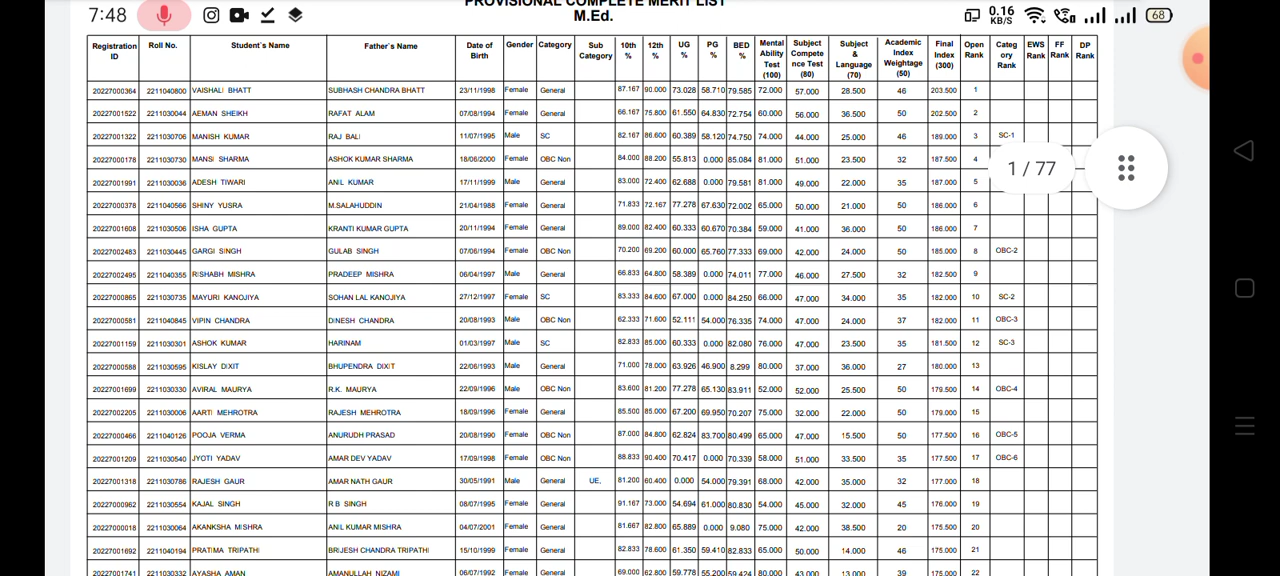 PROVISIONAL COMPLETE MERIT LIST
7:48 0.16 KB/S 68
M.Ed.
Registration ID Roll No. Student`s Name Father`s Name Date of Birth Gender Category Sub Category 10th % 12th % UG % PG % BED % Mental Ability Test (100) Subject Compete nce Test (80) Subject & Language (70) Academic Index Weightage (50) Final Index (300) Open Rank Categ ory Rank EWS Rank FF Rank DP Rank
20227000364 2211040800 VAISHALI BHATT SUBHASH CHANDRA BHATT 23/11/1998 Female General 87.167 90.000 73.028 58.710 79.585 72.000 57.000 28.500 46 203.500 1
20227001522 2211030044 AEMAN SHEIKH RAFAT ALAM 07/08/1994 Female General 66.167 75.800 61.550 64.830 72.754 60.000 56.000 36.500 50 202.500 2
20227001322 2211030706 MANISH KUMAR RAJ BALI 11/07/1995 Male SC 82.167 86.600 60.389 58.120 74.750 74.000 44.000 25.000 46 189.000 3 SC-1
20227000178 2211030730 MANSI SHARMA ASHOK KUMAR SHARMA 18/06/2000 Female OBC Non 84.000 88.200 55.813 0.000 85.084 81.000 51.000 23.500 32 187.500 4
20227001991 2211030036 ADESH TIWARI ANIL KUMAR 17/11/1999 Male General 83.000 72.400 62.688 0.000 79.581 81.000 49.000 22.000 35 187.000 5 1 / 77
20227000378 2211040566 SHINY YUSRA M.SALAHUDDIN 21/04/1988 Female General 71.833 72.167 77.278 67.630 72.002 65.000 50.000 21.000 50 186.000 6
20227001608 2211030506 ISHA GUPTA KRANTI KUMAR GUPTA 20/11/1994 Female General 89.000 82.400 60.333 60.670 70.384 59.000 41.000 36.000 50 186.000 7
20227002483 2211030445 GARGI SINGH GULAB SINGH 07/06/1994 Female OBC Non 70.200 69.200 60.000 65.760 77.333 69.000 42.000 24.000 50 185.000 8 OBC-2
20227002495 2211040355 RISHABH MISHRA PRADEEP MISHRA 06/04/1997 Male General 66.833 64.800 58.389 0.000 74.011 77.000 46.000 27.500 32 182.500 9
20227000865 2211030735 MAYURI KANOJIYA SOHAN LAL KANOJIYA 27/12/1997 Female SC 83.333 84.600 67.000 0.000 84.250 66.000 47.000 34.000 35 182.000 10 SC-2
20227000581 2211040845 VIPIN CHANDRA DINESH CHANDRA 20/08/1993 Male OBC Non 62.333 71.600 52.111 54.000 76.335 74.000 47.000 24.000 37 182.000 11 OBC-3
20227001159 2211030301 ASHOK KUMAR HARINAM 01/03/1997 Male SC 82.833 85.000 60.333 0.000 82.080 76.000 47.000 23.500 35 181.500 12 SC-3
20227000588 2211030595 KISLAY DIXIT BHUPENDRA DIXIT 22/06/1993 Male General 71.000 78.000 63.926 46.900 8.299 80.000 37.000 36.000 27 180.000 13
20227001699 2211030330 AVIRAL MAURYA R.K. MAURYA 22/09/1996 Male OBC Non 83.600 81.200 77.278 65.130 83.911 52.000 52.000 25.500 50 179.500 14 OBC-4
20227002205 2211030006 AARTI MEHROTRA RAJESH MEHROTRA 18/09/1996 Female General 85.500 85.000 67.200 69.950 70.207 75.000 32.000 22.000 50 179.000 15
20227000466 2211040126 POOJA VERMA ANURUDH PRASAD 20/08/1990 Female OBC Non 87.000 84.800 62.824 83.700 80.499 65.000 47.000 15.500 50 177.500 16 OBC-5
20227001209 2211030540 JYOTI YADAV AMAR DEV YADAV 17/09/1998 Female OBC Non 88.833 90.400 70.417 0.000 70.339 58.000 51.000 33.500 35 177.500 17 OBC-6
20227001318 2211030786 RAJESH GAUR AMAR NATH GAUR 30/05/1991 Male General UE, 81.200 60.400 0.000 54.000 79.391 68.000 42.000 35.000 32 177.000 18
20227000962 2211030554 KAJAL SINGH R B SINGH 08/07/1995 Female General 91.167 73.000 54.694 61.000 80.830 54.000 45.000 32.000 45 176.000 19
20227000018 2211030064 AKANKSHA MISHRA ANIL KUMAR MISHRA 04/07/2001 Female General 81.667 82.800 65.889 0.000 9.080 75.000 42.000 38.500 20 175.500 20
20227001692 2211040194 PRATIMA TRIPATHI BRIJESH CHANDRA TRIPATHI 15/10/1999 Female General 82.833 78.600 61.350 59.410 82.833 65.000 50.000 14.000 46 175.000 21
20227001741 2211030332 AYASHA AMAN AMANULLAH NIZAMI 06/07/1992 Female General 69.000 62.800 59.778 55.200 59.424 80.000 43.000 13.000 39 175.000 22